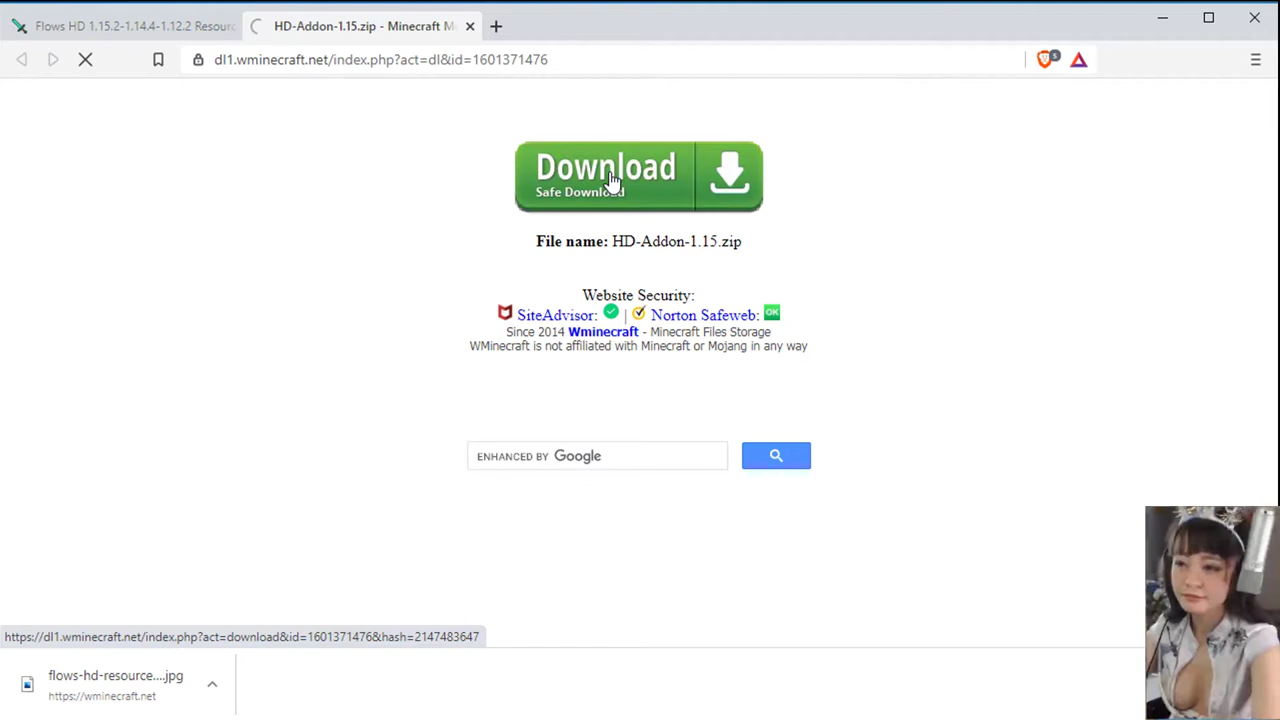 Flows HD 1.15.2-1.14.4-1.12.2 Resour
HD-Addon-1.15.zip - Minecraft M
dl1.wminecraft.net/index.php?act=dl&id=1601371476
5
Download
Safe Download
File name: HD-Addon-1.15.zip
Website Security:
SiteAdvisor: | Norton Safeweb: OK
Since 2014 Wminecraft - Minecraft Files Storage
WMinecraft is not affiliated with Minecraft or Mojang in any way
ENHANCED BY Google
https://dl1.wminecraft.net/index.php?act=download&id=1601371476&hash=2147483647
flows-hd-resource....jpg
https://wminecraft.net